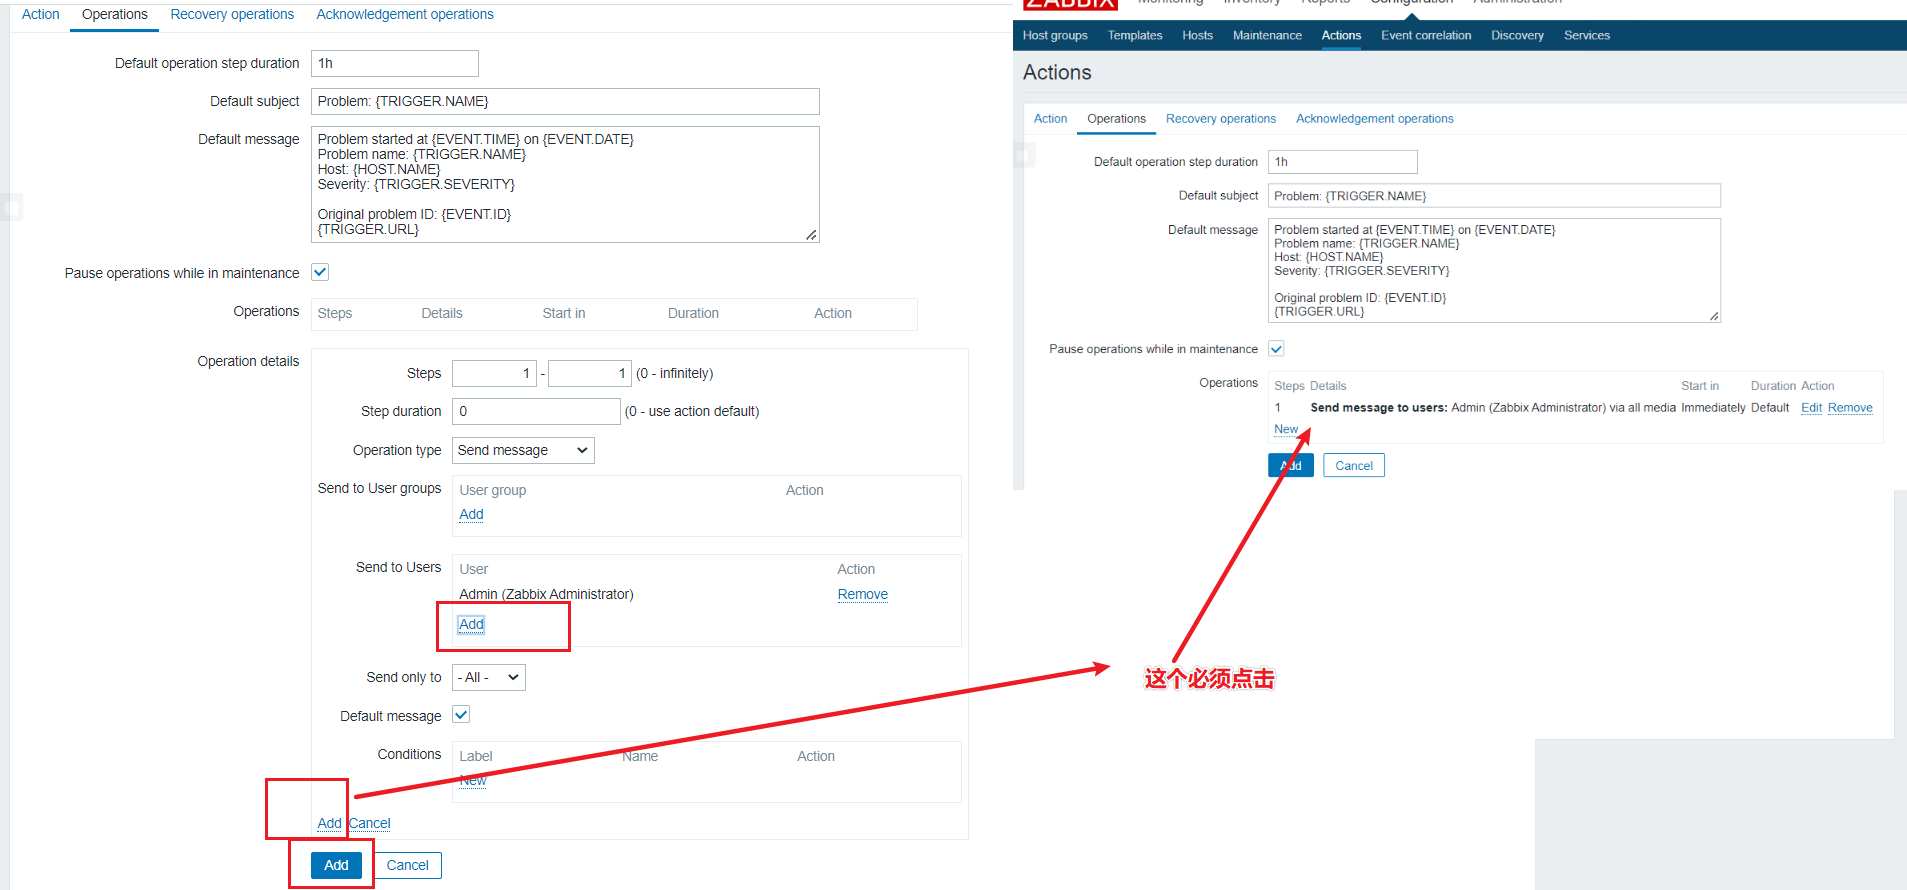 Action Operations Recovery operations Acknowledgement operations
Default operation step duration 1h
Default subject Problem: {TRIGGER.NAME}
Default message Problem started at {EVENT.TIME} on {EVENT.DATE}
Problem name: {TRIGGER.NAME}
Host: {HOST.NAME}
Severity: {TRIGGER.SEVERITY}
Original problem ID: {EVENT.ID}
{TRIGGER.URL}
Pause operations while in maintenance
Operations Steps Details Start in Duration Action
Operation details
Steps 1 - 1 (0 - infinitely)
Step duration 0 (0 - use action default)
Operation type Send message
Send to User groups User group Action
Add
Send to Users User Action
Admin (Zabbix Administrator) Remove
Add
Send only to - All -
Default message
Conditions Label Name Action
New
Add Cancel
Add Cancel
ZABBIX Monitoring Inventory Reports Configuration Administration
Host groups Templates Hosts Maintenance Actions Event correlation Discovery Services
Actions
Action Operations Recovery operations Acknowledgement operations
Default operation step duration 1h
Default subject Problem: {TRIGGER.NAME}
Default message Problem started at {EVENT.TIME} on {EVENT.DATE}
Problem name: {TRIGGER.NAME}
Host: {HOST.NAME}
Severity: {TRIGGER.SEVERITY}
Original problem ID: {EVENT.ID}
{TRIGGER.URL}
Pause operations while in maintenance
Operations Steps Details Start in Duration Action
1 Send message to users: Admin (Zabbix Administrator) via all media Immediately Default Edit Remove
New
Add Cancel
这个必须点击